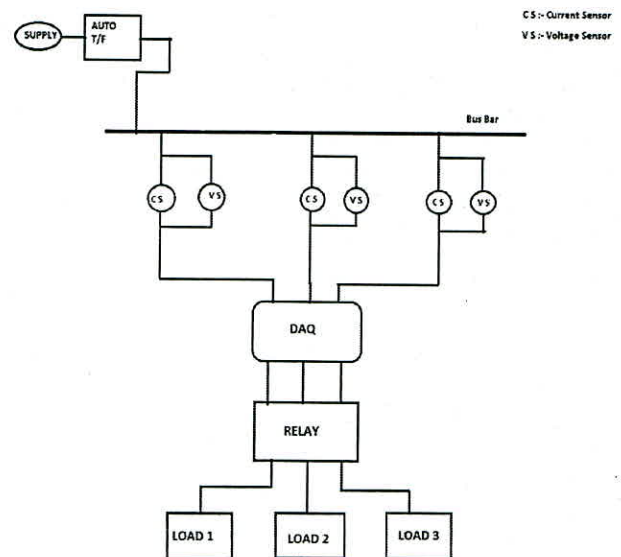 C S :- Current Sensor
V S :- Voltage Sensor
SUPPLY
AUTO
T/F
Bus Bar
CS
VS
CS
VS
CS
VS
DAQ
RELAY
LOAD 1
LOAD 2
LOAD 3